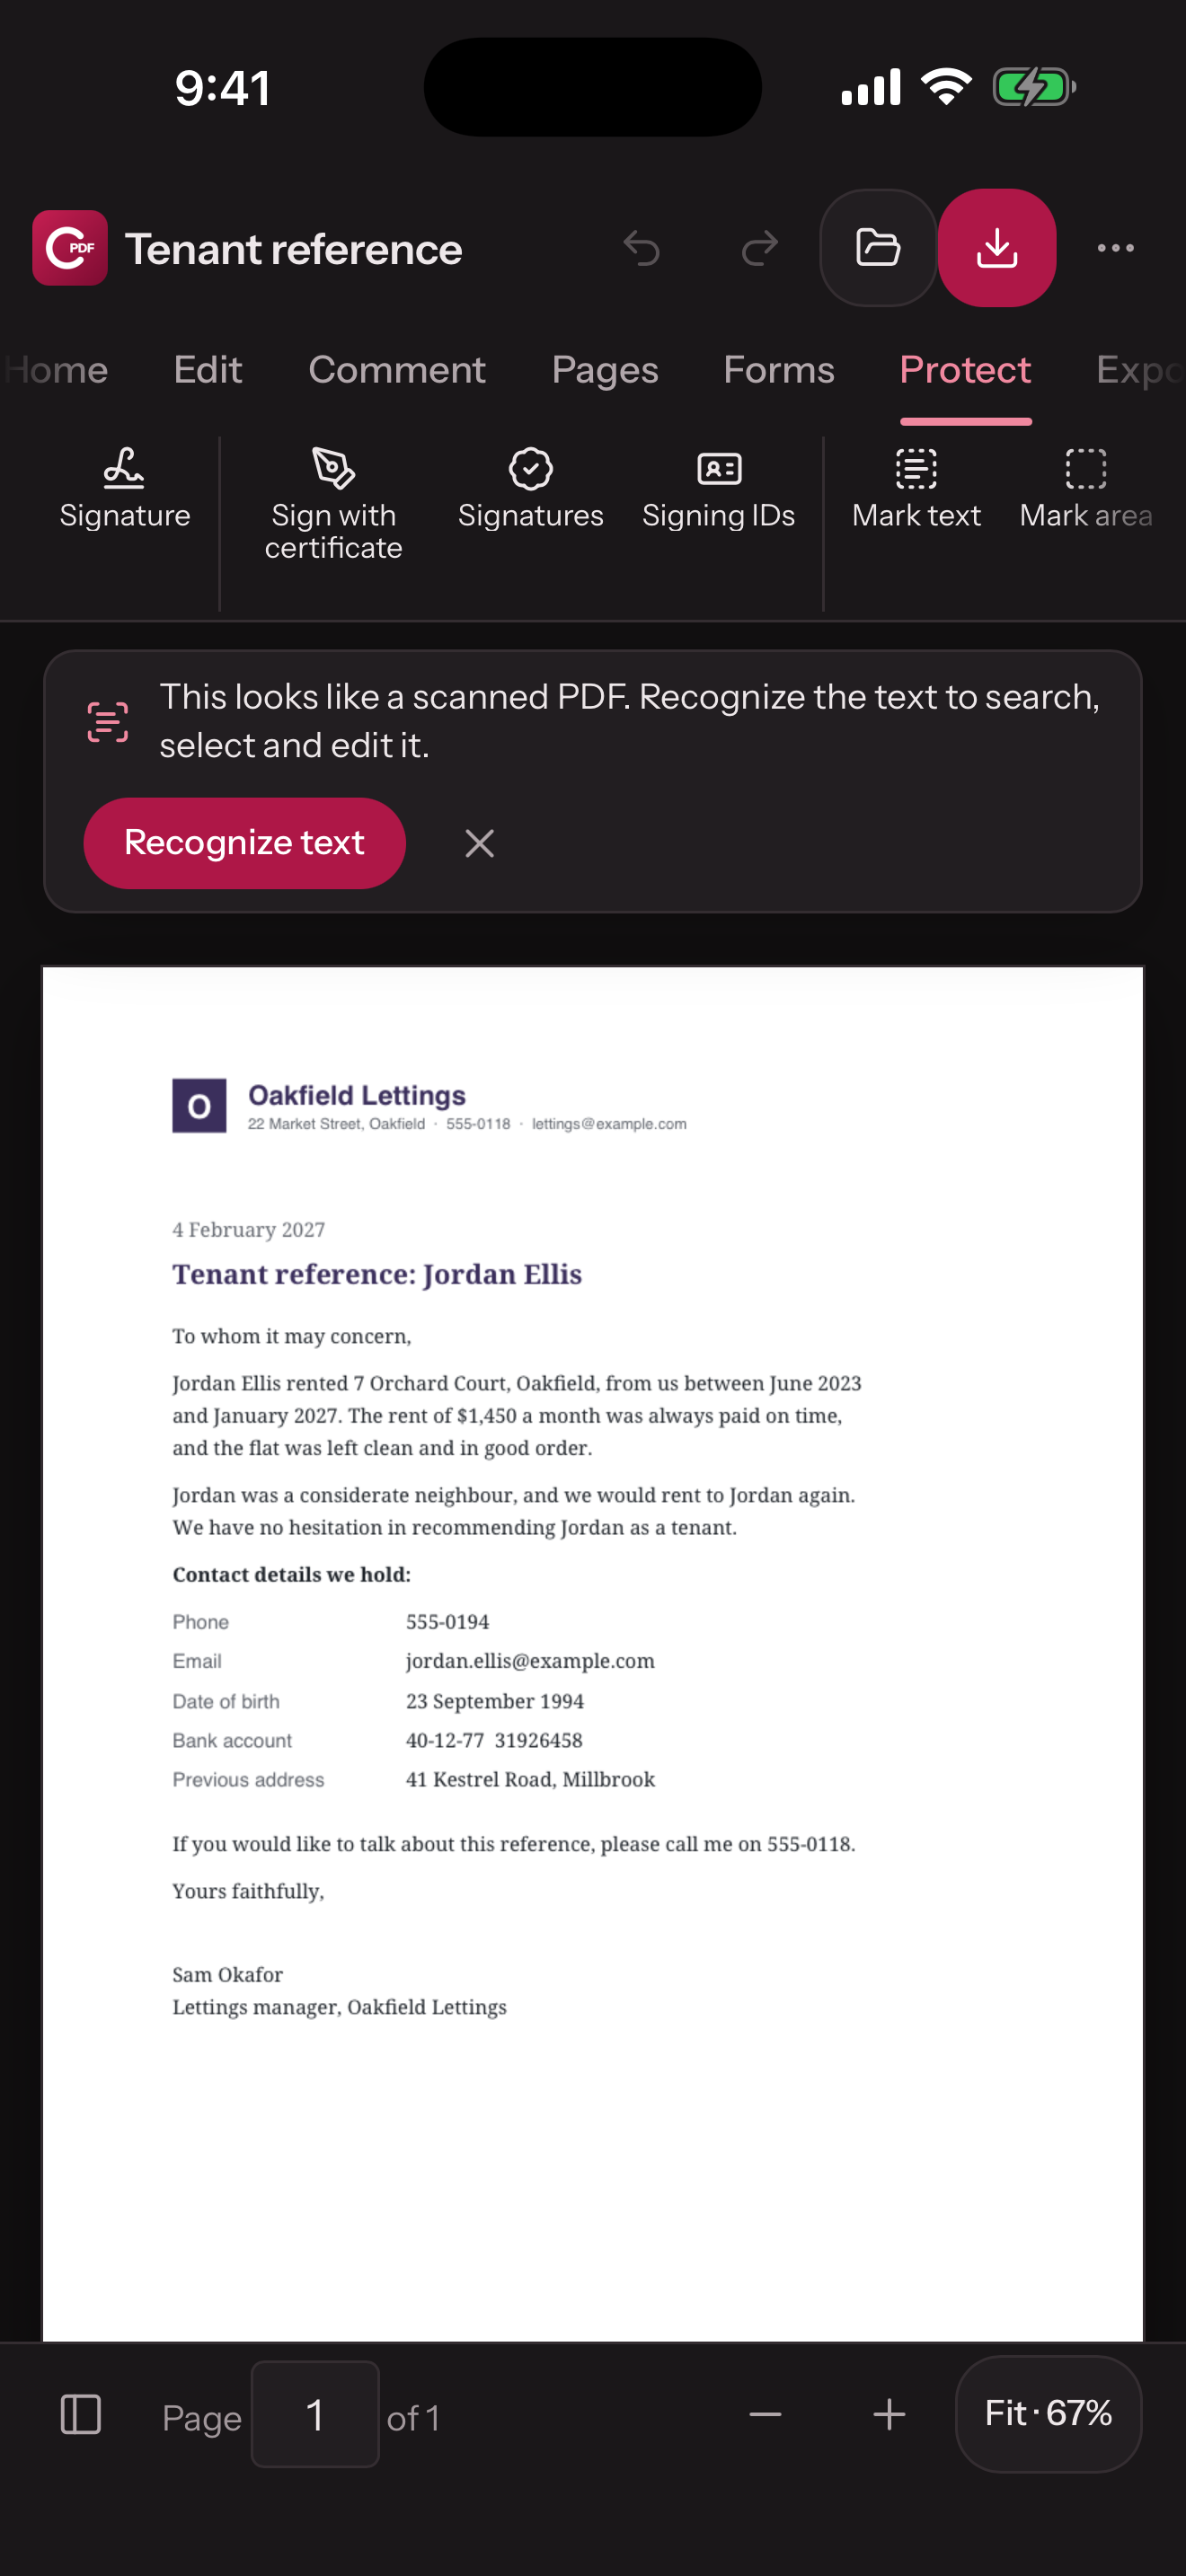 9:41
PDF
Tenant reference
Home Edit Comment Pages Forms Protect Expo
Signature
Sign with
certificate
Signatures
Signing IDs
Mark text
Mark area
This looks like a scanned PDF. Recognize the text to search,
select and edit it.
Recognize text
O
Oakfield Lettings
22 Market Street, Oakfield · 555-0118 · lettings@example.com
4 February 2027
Tenant reference: Jordan Ellis
To whom it may concern,
Jordan Ellis rented 7 Orchard Court, Oakfield, from us between June 2023
and January 2027. The rent of $1,450 a month was always paid on time,
and the flat was left clean and in good order.
Jordan was a considerate neighbour, and we would rent to Jordan again.
We have no hesitation in recommending Jordan as a tenant.
Contact details we hold:
Phone 555-0194
Email jordan.ellis@example.com
Date of birth 23 September 1994
Bank account 40-12-77 31926458
Previous address 41 Kestrel Road, Millbrook
If you would like to talk about this reference, please call me on 555-0118.
Yours faithfully,
Sam Okafor
Lettings manager, Oakfield Lettings
Page 1 of 1
Fit · 67%